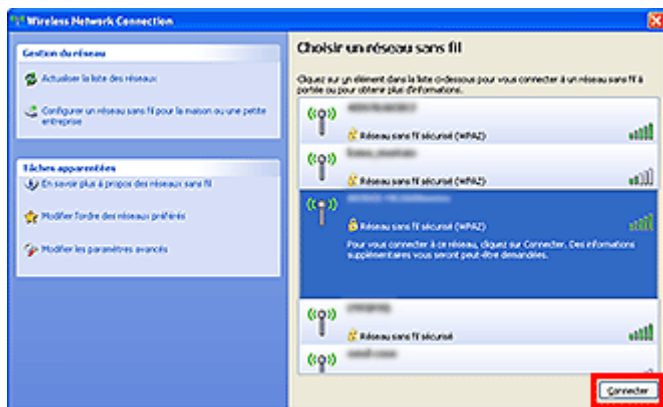 Wireless Network Connection
Gestion du réseau
Actualiser la liste des réseaux
Configurer un réseau sans fil pour la maison ou une petite
entreprise
Tâches apparentées
En savoir plus à propos des réseaux sans fil
Modifier l'ordre des réseaux préférés
Modifier les paramètres avancés
Choisir un réseau sans fil
Cliquez sur un élément dans la liste ci-dessous pour vous connecter à un réseau sans fil à
portée ou pour obtenir plus d'informations.
Réseau sans fil sécurisé (WPA2)
Réseau sans fil sécurisé (WPA2)
Réseau sans fil sécurisé (WPA2)
Pour vous connecter à ce réseau, cliquez sur Connecter. Des informations
supplémentaires vous seront peut-être demandées.
Réseau sans fil sécurisé
Connecter